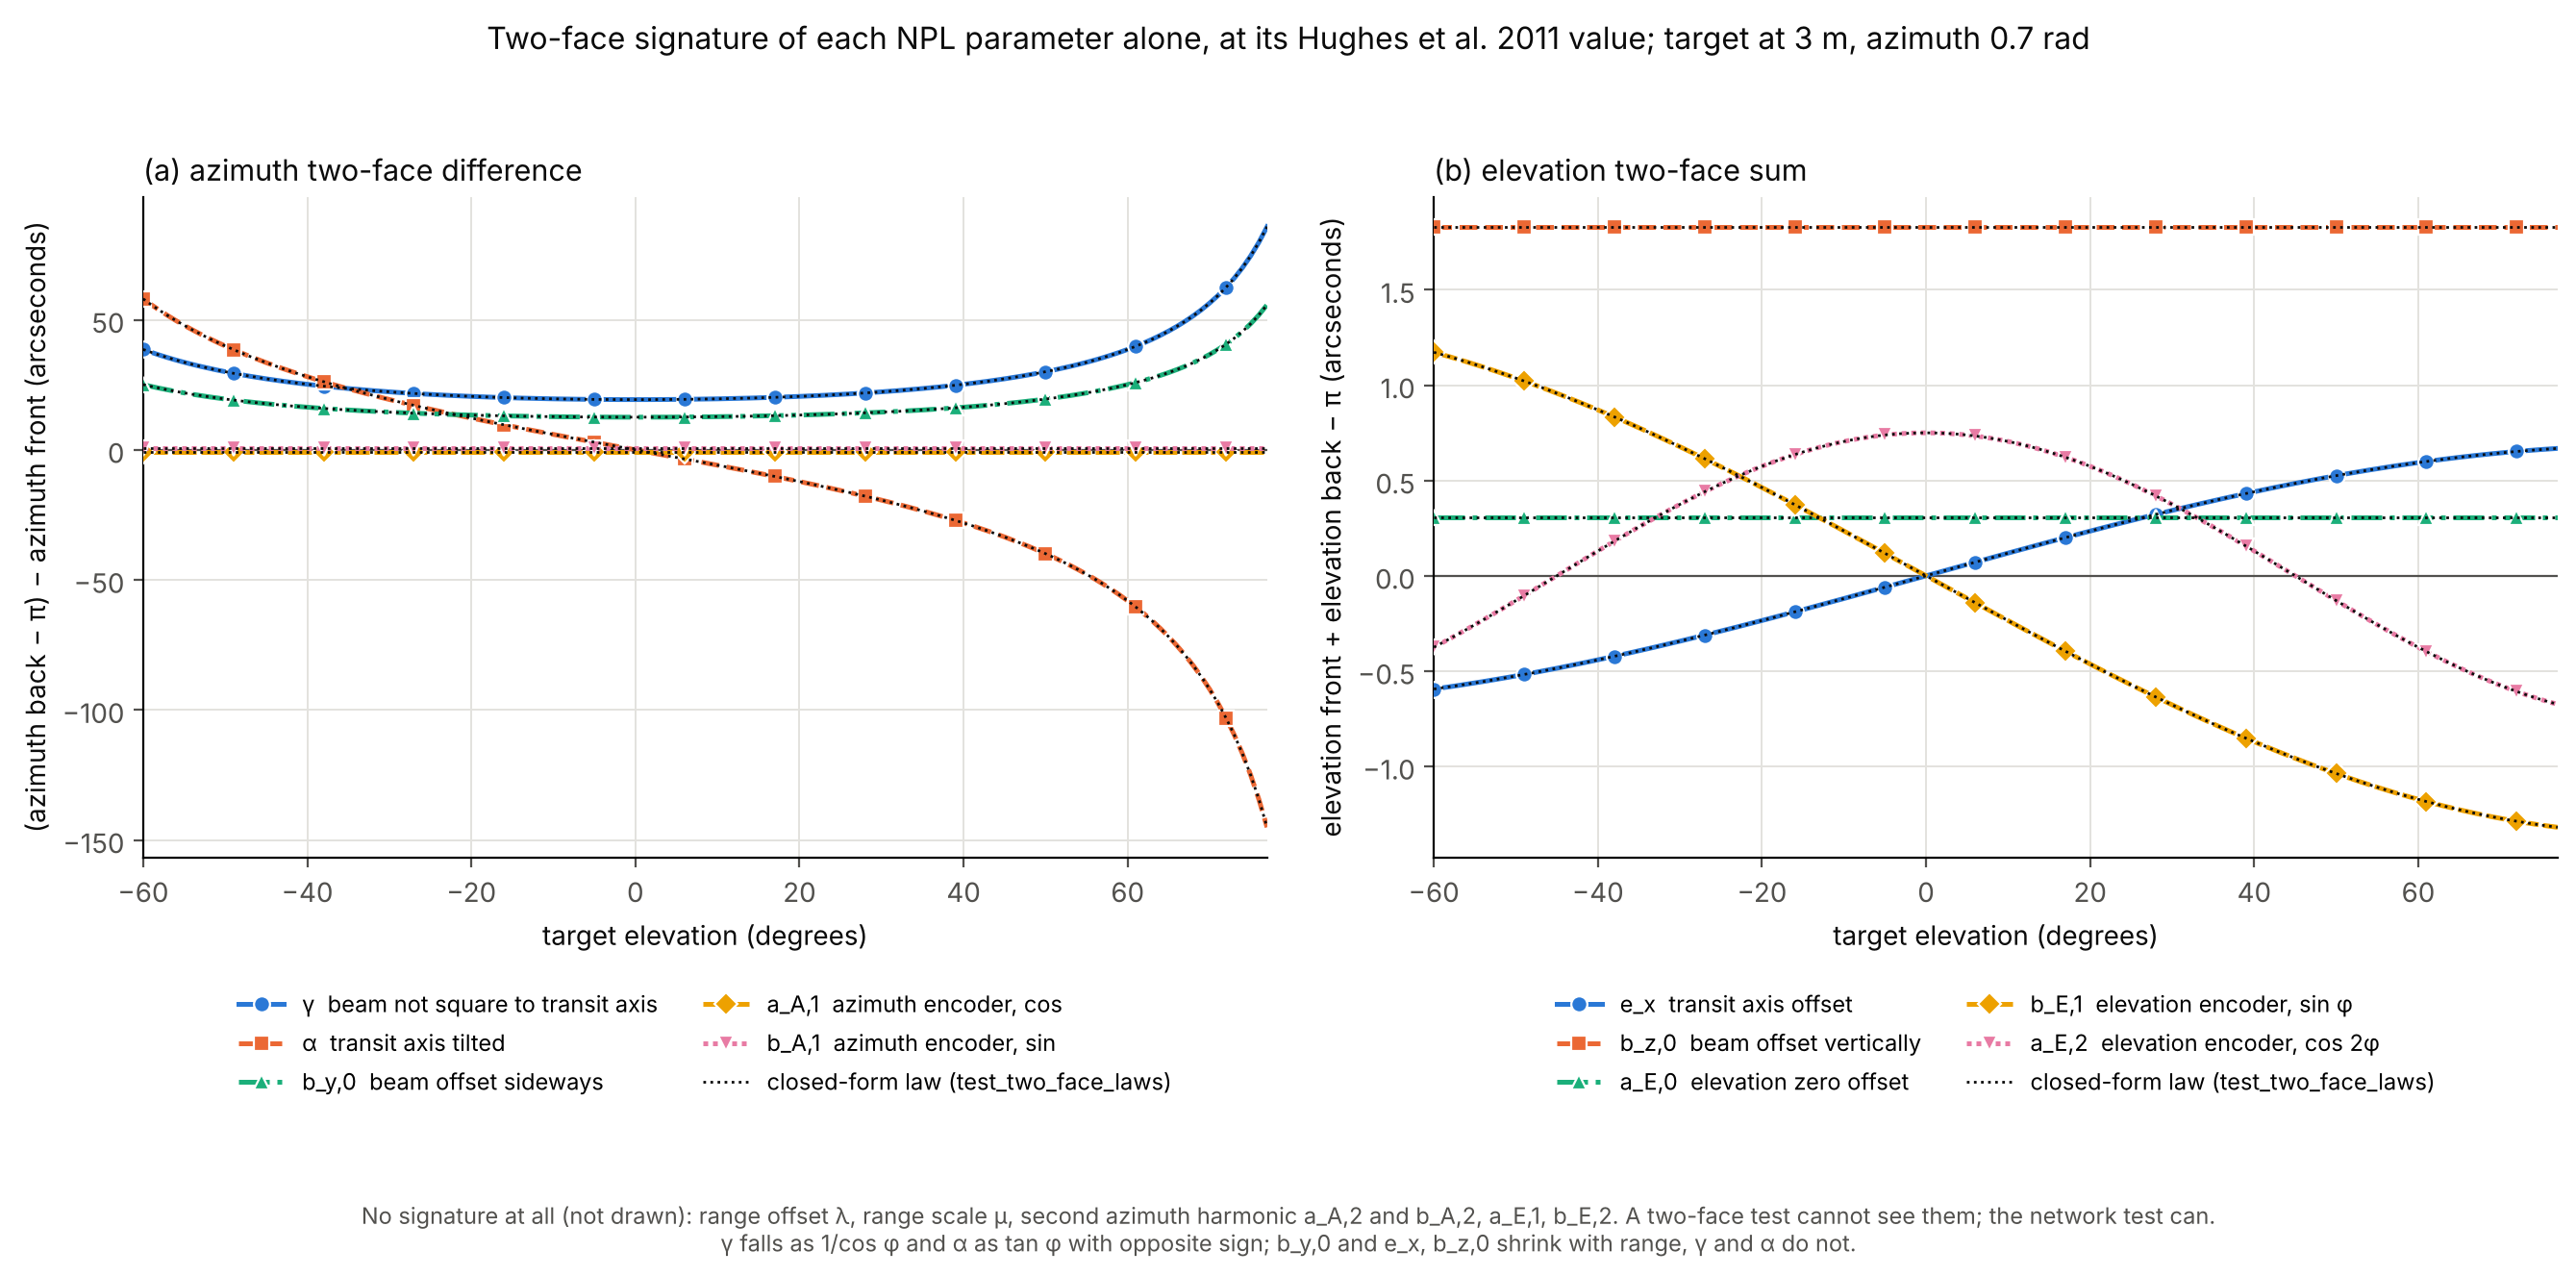 Two-face signature of each NPL parameter alone, at its Hughes et al. 2011 value; target at 3 m, azimuth 0.7 rad
(a) azimuth two-face difference
(azimuth back − π) − azimuth front (arcseconds)
50
0
−50
−100
−150
−60
−40
−20
0
20
40
60
target elevation (degrees)
γ beam not square to transit axis
α transit axis tilted
b_y,0 beam offset sideways
a_A,1 azimuth encoder, cos
b_A,1 azimuth encoder, sin
closed-form law (test_two_face_laws)
(b) elevation two-face sum
elevation front + elevation back − π (arcseconds)
1.5
1.0
0.5
0.0
−0.5
−1.0
−60
−40
−20
0
20
40
60
target elevation (degrees)
e_x transit axis offset
b_z,0 beam offset vertically
a_E,0 elevation zero offset
b_E,1 elevation encoder, sin φ
a_E,2 elevation encoder, cos 2φ
closed-form law (test_two_face_laws)
No signature at all (not drawn): range offset λ, range scale μ, second azimuth harmonic a_A,2 and b_A,2, a_E,1, b_E,2. A two-face test cannot see them; the network test can.
γ falls as 1/cos φ and α as tan φ with opposite sign; b_y,0 and e_x, b_z,0 shrink with range, γ and α do not.